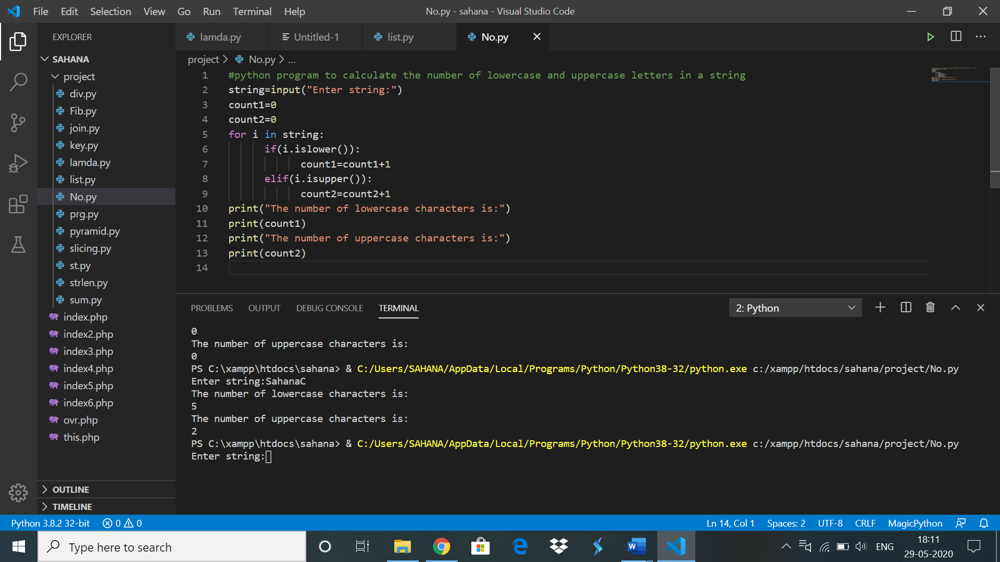 File Edit Selection View Go Run Terminal Help No.py - sahana - Visual Studio Code
EXPLORER
SAHANA
project
div.py
Fib.py
join.py
key.py
lamda.py
list.py
No.py
prg.py
pyramid.py
slicing.py
st.py
strlen.py
sum.py
index.php
index2.php
index3.php
index4.php
index5.php
index6.php
ovr.php
this.php
OUTLINE
TIMELINE
lamda.py Untitled-1 list.py No.py
project > No.py > ...
1 #python program to calculate the number of lowercase and uppercase letters in a string
2 string=input("Enter string:")
3 count1=0
4 count2=0
5 for i in string:
6 if(i.islower()):
7 count1=count1+1
8 elif(i.isupper()):
9 count2=count2+1
10 print("The number of lowercase characters is:")
11 print(count1)
12 print("The number of uppercase characters is:")
13 print(count2)
14
PROBLEMS OUTPUT DEBUG CONSOLE TERMINAL 2: Python
0
The number of uppercase characters is:
0
PS C:\xampp\htdocs\sahana> & C:/Users/SAHANA/AppData/Local/Programs/Python/Python38-32/python.exe c:/xampp/htdocs/sahana/project/No.py
Enter string:SahanaC
The number of lowercase characters is:
5
The number of uppercase characters is:
2
PS C:\xampp\htdocs\sahana> & C:/Users/SAHANA/AppData/Local/Programs/Python/Python38-32/python.exe c:/xampp/htdocs/sahana/project/No.py
Enter string:
Python 3.8.2 32-bit 0 0 Ln 14, Col 1 Spaces: 2 UTF-8 CRLF MagicPython
Type here to search
ENG
18:11
29-05-2020